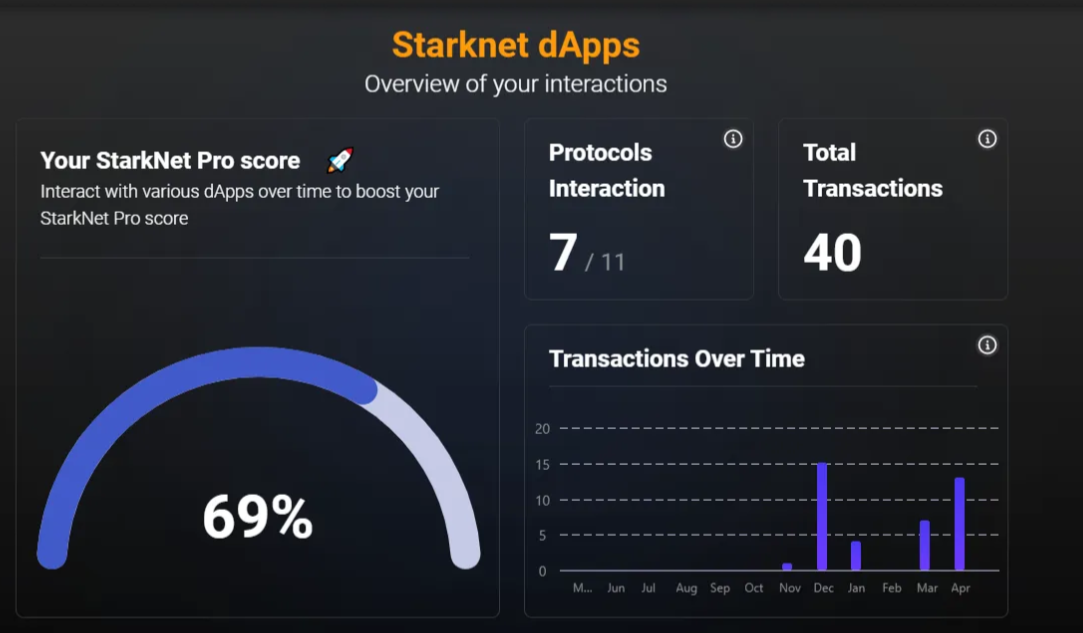 Starknet dApps
Overview of your interactions
Your StarkNet Pro score
Interact with various dApps over time to boost your
StarkNet Pro score
69%
Protocols
Interaction
7 / 11
Total
Transactions
40
Transactions Over Time
20
15
10
5
0
M... Jun Jul Aug Sep Oct Nov Dec Jan Feb Mar Apr